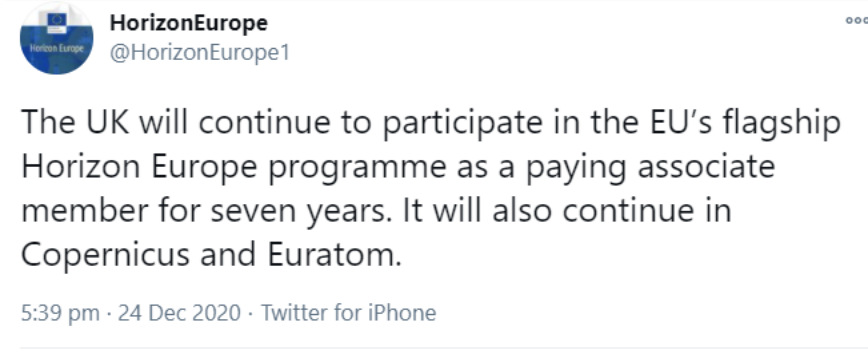 HorizonEurope
@HorizonEurope1
Horizon Europe
The UK will continue to participate in the EU’s flagship
Horizon Europe programme as a paying associate
member for seven years. It will also continue in
Copernicus and Euratom.
5:39 pm · 24 Dec 2020 · Twitter for iPhone